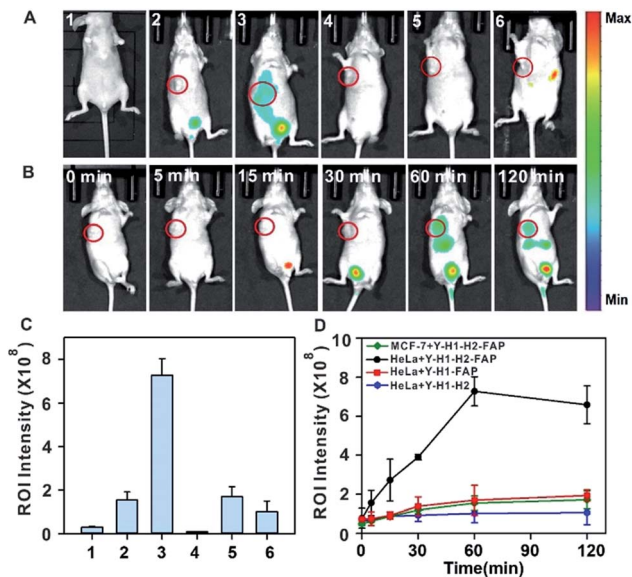 A
1
2
3
4
5
6
Max
B
0 min
5 min
15 min
30 min
60 min
120 min
Min
C
ROI Intensity (X10⁸)
8
6
4
2
0
1 2 3 4 5 6
D
ROI Intensity (X10⁸)
10
8
6
4
2
0
MCF-7+Y-H1-H2-FAP
HeLa+Y-H1-H2-FAP
HeLa+Y-H1-FAP
HeLa+Y-H1-H2
0 30 60 90 120
Time(min)